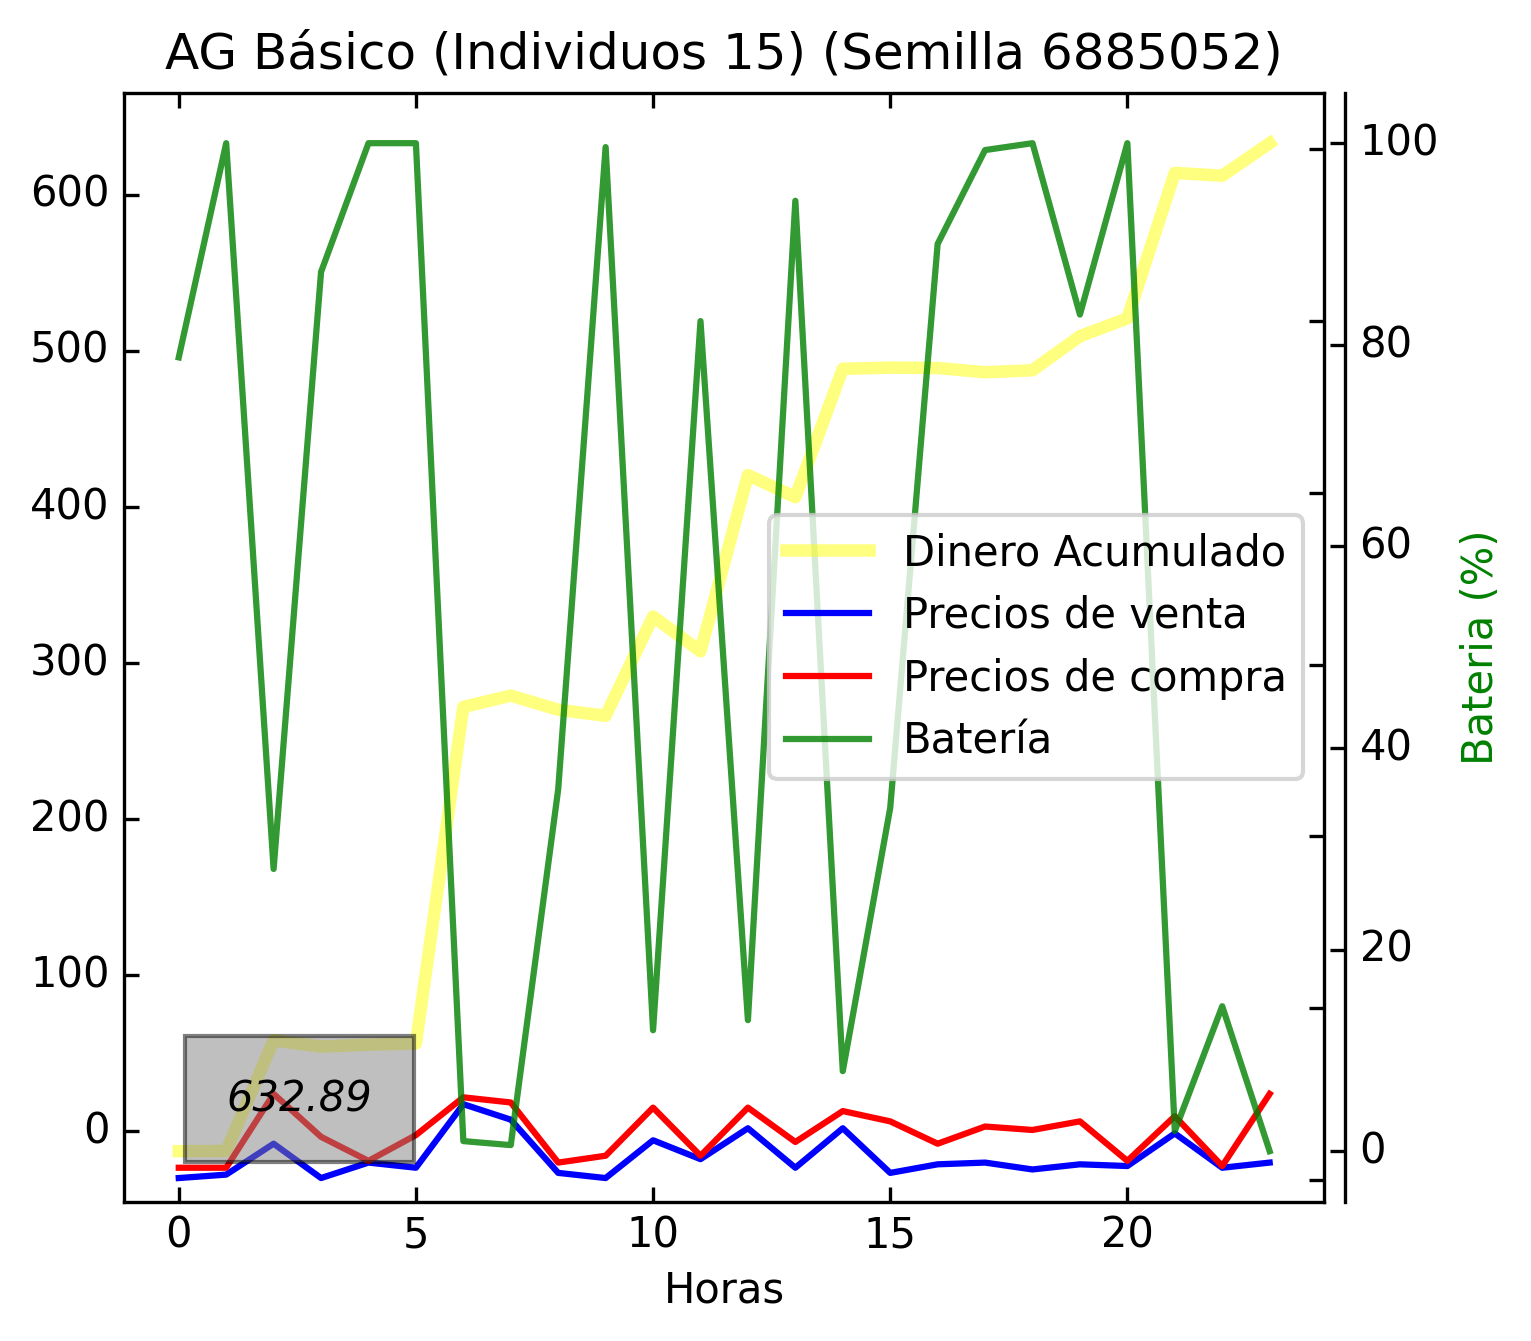 AG Básico (Individuos 15) (Semilla 6885052)
600
500
400
300
200
100
0
100
80
60
40
20
0
Bateria (%)
Dinero Acumulado
Precios de venta
Precios de compra
Batería
632.89
0 5 10 15 20
Horas